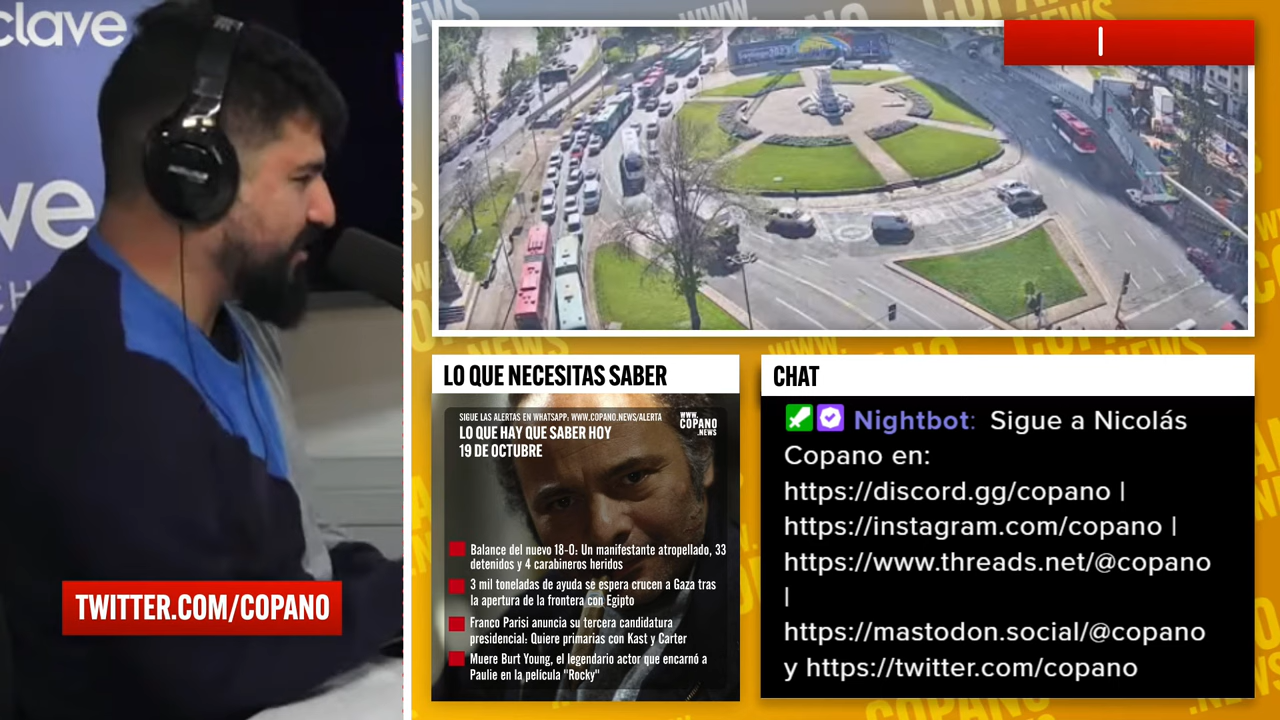 clave
ve
CH
TWITTER.COM/COPANO
LO QUE NECESITAS SABER
SIGUE LAS ALERTAS EN WHATSAPP: WWW.COPANO.NEWS/ALERTA
WWW.
COPANO
.NEWS
LO QUE HAY QUE SABER HOY
19 DE OCTUBRE
Balance del nuevo 18-O: Un manifestante atropellado, 33
detenidos y 4 carabineros heridos
3 mil toneladas de ayuda se espera crucen a Gaza tras
la apertura de la frontera con Egipto
Franco Parisi anuncia su tercera candidatura
presidencial: Quiere primarias con Kast y Carter
Muere Burt Young, el legendario actor que encarnó a
Paulie en la película "Rocky"
CHAT
Nightbot: Sigue a Nicolás
Copano en:
https://discord.gg/copano |
https://instagram.com/copano |
https://www.threads.net/@copano
|
https://mastodon.social/@copano
y https://twitter.com/copano